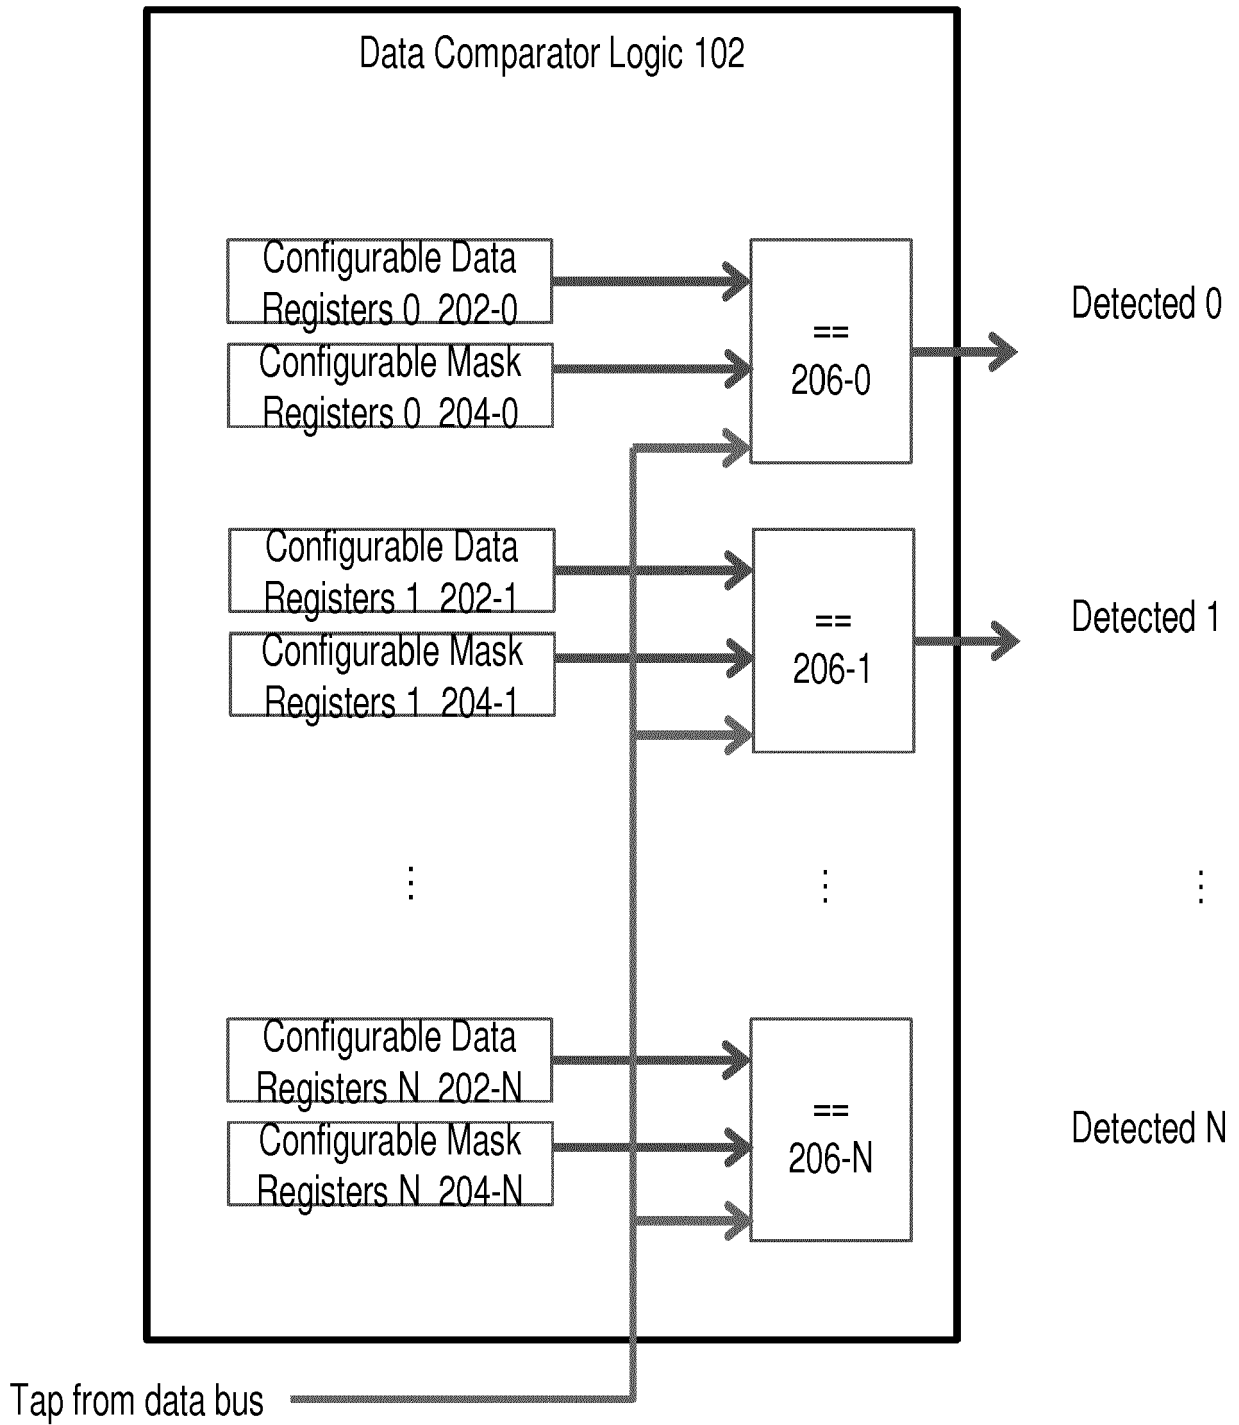 Data Comparator Logic 102
Configurable Data
Registers 0 202-0
Configurable Mask
Registers 0 204-0
==
206-0
Detected 0
Configurable Data
Registers 1 202-1
Configurable Mask
Registers 1 204-1
==
206-1
Detected 1
⋮ ⋮ ⋮
Configurable Data
Registers N 202-N
Configurable Mask
Registers N 204-N
==
206-N
Detected N
Tap from data bus